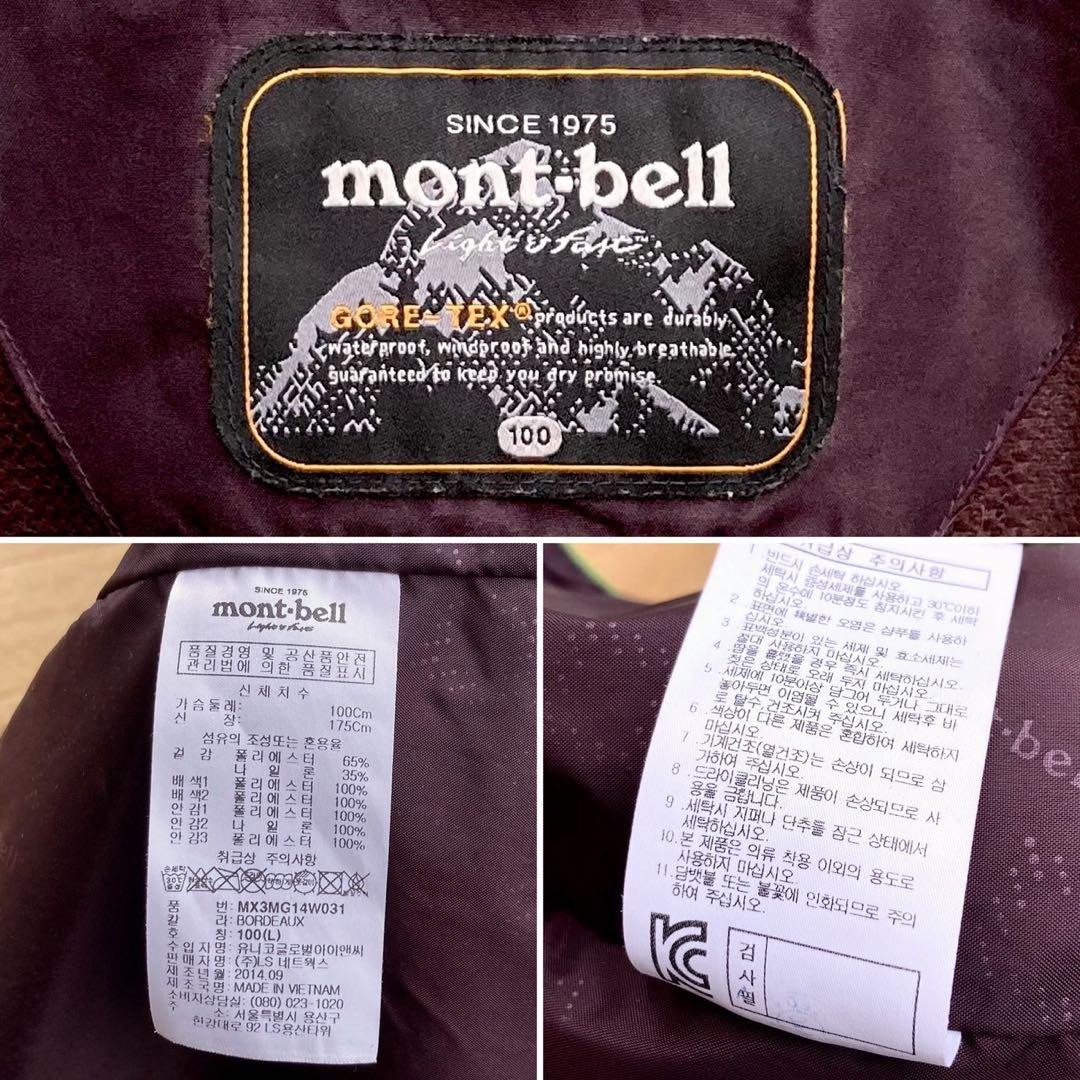 SINCE 1975
mont-bell
Light & Fast
GORE-TEX® products are durably
waterproof, windproof and highly breathable
guaranteed to keep you dry promise
100
SINCE 1975
mont-bell
Light & Fast
품질경영 및 공산품안전
관리법에 의한 품질표시
신체치수
가슴둘레: 100Cm
신 장: 175Cm
섬유의 조성또는 혼용율
겉 감 폴리에스터 65%
나 일 론 35%
배색1 폴리에스터 100%
배색2 폴리에스터 100%
안감1 폴리에스터 100%
안감2 나 일 론 100%
안감3 폴리에스터 100%
취급상 주의사항
손세탁
30℃
중성
품 번: MX3MG14W031
칼 라: BORDEAUX
호 칭: 100(L)
수입자명: 유니코글로벌아이앤씨
판매자명: (주)LS 네트웍스
제조년월: 2014.09
제조국명: MADE IN VIETNAM
소비자상담실: (080) 023-1020
주 소: 서울특별시 용산구
한강대로 92 LS용산타워
취급상 주의사항
1.반드시 손세탁 하십시오
세탁시 중성세제를 사용하고 30℃이하
의 온수에 10분정도 침지시킨 후 세탁
하십시오.
2.표면에 특별한 오염은 샴푸를 사용하
십시오.
3.표백성분이 있는 세제 및 효소세제는
절대 사용하지 마십시오.
4.땀을 흘렸을 경우 즉시 세탁하십시오.
5.젖은 상태로 오래 두지 마십시오.
세제에 10분이상 담그어 두거나 그대로
놓아두면 이염될 수 있으니 세탁후 바
로 탈수 건조시켜 주십시오.
6.색상이 다른 제품은 혼합하여 세탁하지
마십시오.
7.기계건조(열건조)는 손상이 되므로 삼
가하여 주십시오.
8.드라이클리닝은 제품이 손상되므로 사
용을 금합니다.
9.세탁시 지퍼나 단추를 잠근 상태에서
세탁하십시오.
10.본 제품은 의류 착용 이외의 용도로
사용하지 마십시오
11.담뱃불 또는 불꽃에 인화되므로 주의
하여 주십시오.
KC
검사필
·be